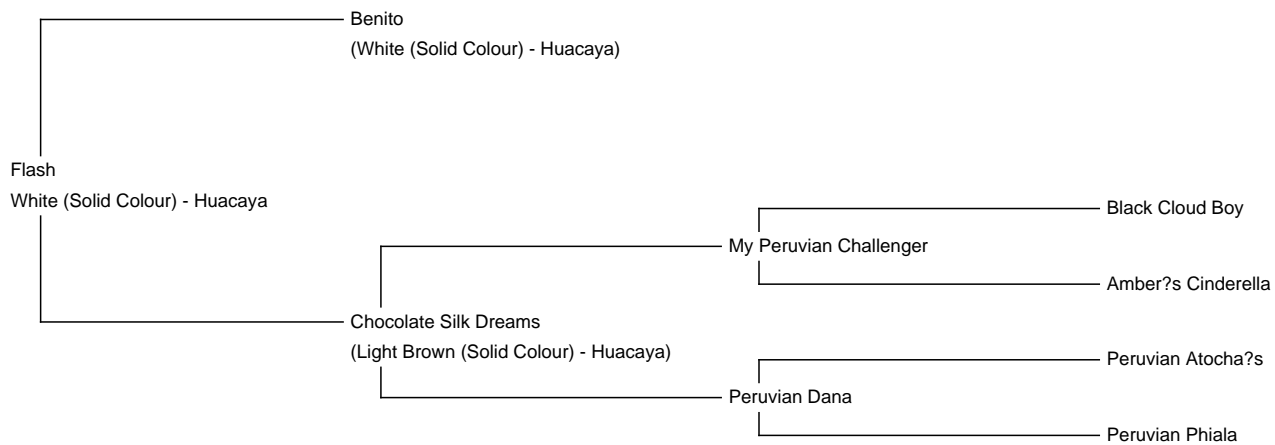 Benito
(White (Solid Colour) - Huacaya)
Flash
White (Solid Colour) - Huacaya
Black Cloud Boy
My Peruvian Challenger
Amber?s Cinderella
Chocolate Silk Dreams
(Light Brown (Solid Colour) - Huacaya)
Peruvian Atocha?s
Peruvian Dana
Peruvian Phiala